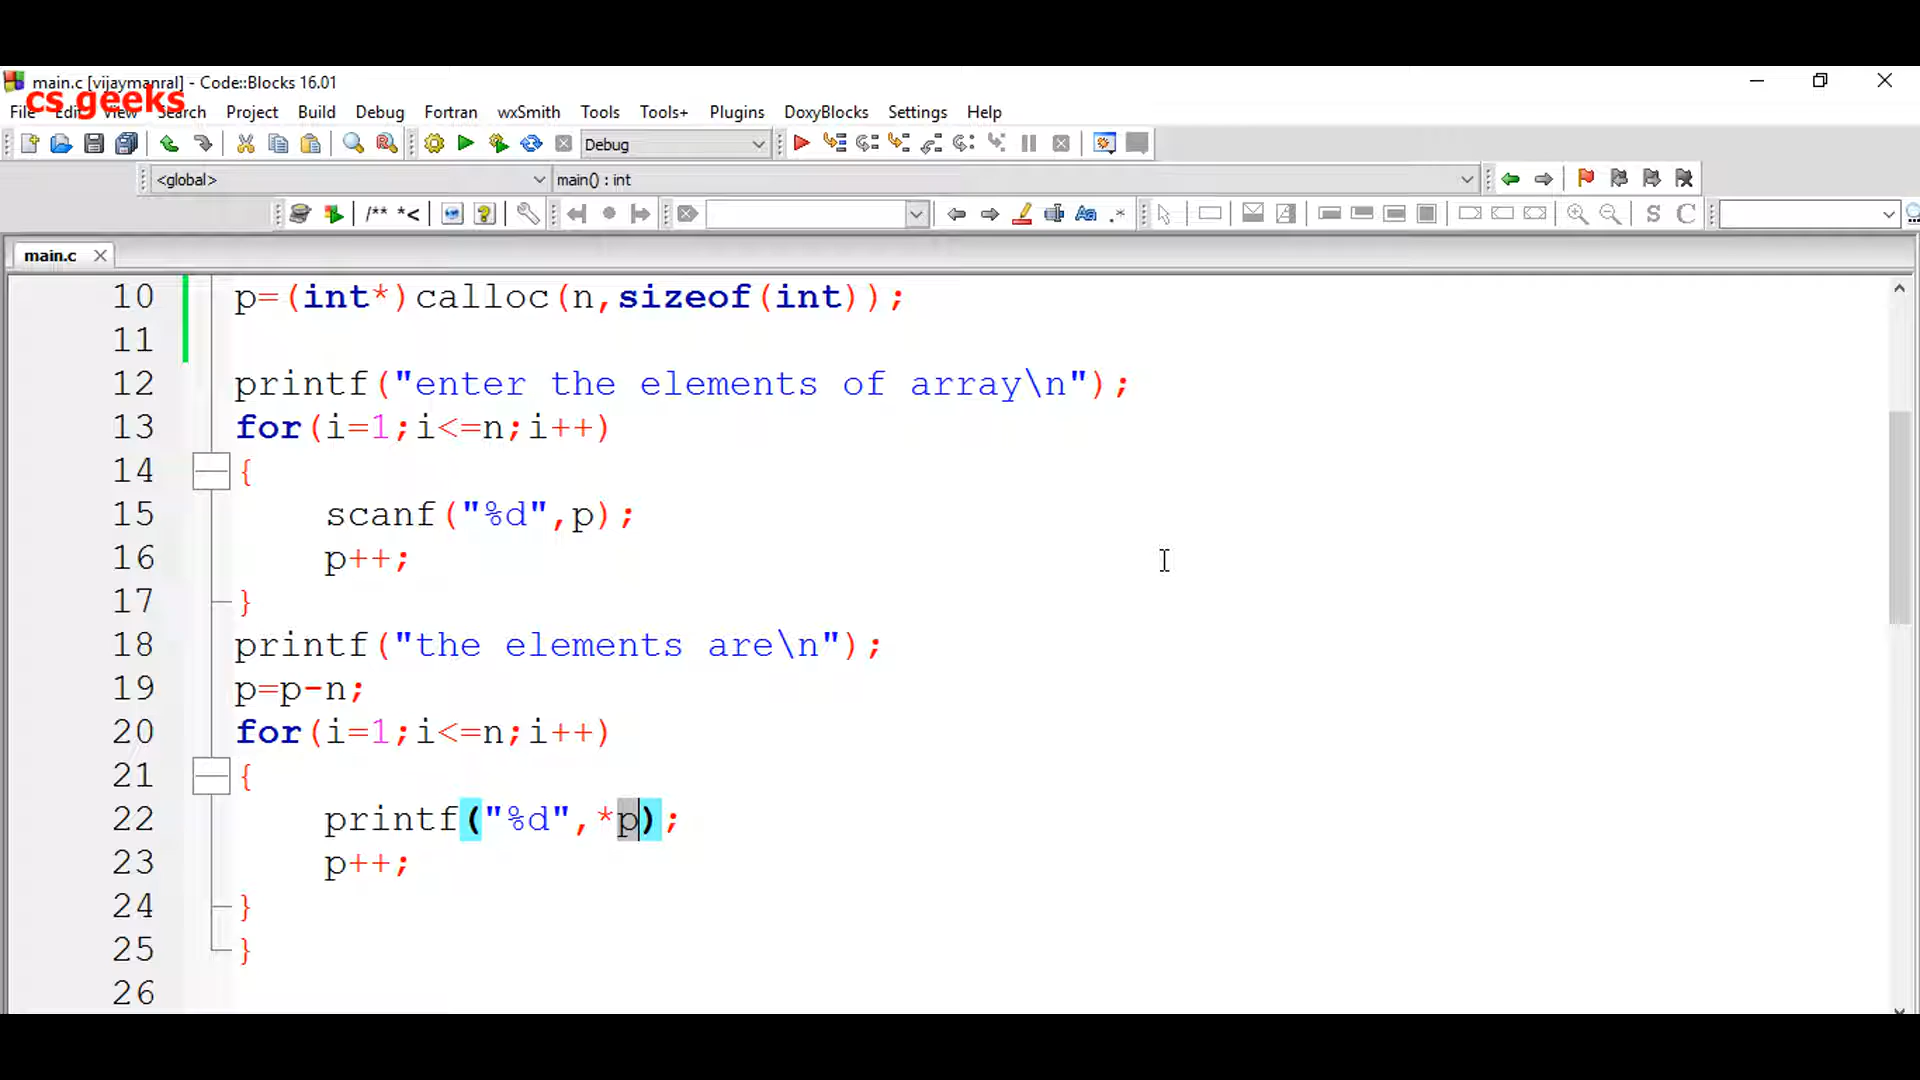 main.c [vijaymanral] - Code::Blocks 16.01
cs geeks
File Edit View Search Project Build Debug Fortran wxSmith Tools Tools+ Plugins DoxyBlocks Settings Help
Debug
<global> main() : int
/** *< Aa .* S C
main.c
10 p=(int*)calloc(n,sizeof(int));
11
12 printf("enter the elements of array\n");
13 for(i=1;i<=n;i++)
14 {
15 scanf("%d",p);
16 p++;
17 }
18 printf("the elements are\n");
19 p=p-n;
20 for(i=1;i<=n;i++)
21 {
22 printf("%d",*p);
23 p++;
24 }
25 }
26